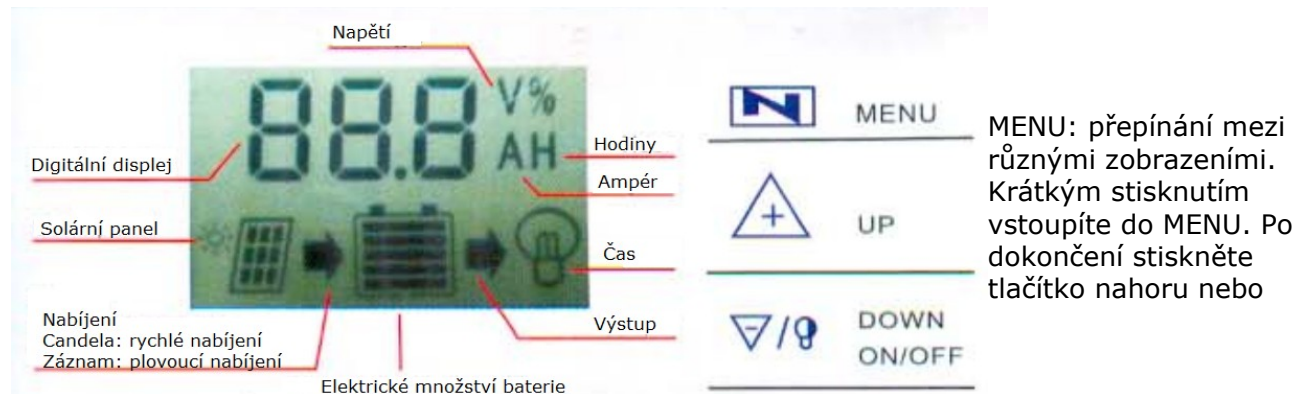 Napětí
88.8 V%
AH
Digitální displej
Hodiny
Ampér
Solární panel
Čas
Nabíjení
Candela: rychlé nabíjení
Záznam: plovoucí nabíjení
Výstup
Elektrické množství baterie
MENU
UP
DOWN
ON/OFF
MENU: přepínání mezi
různými zobrazeními.
Krátkým stisknutím
vstoupíte do MENU. Po
dokončení stiskněte
tlačítko nahoru nebo